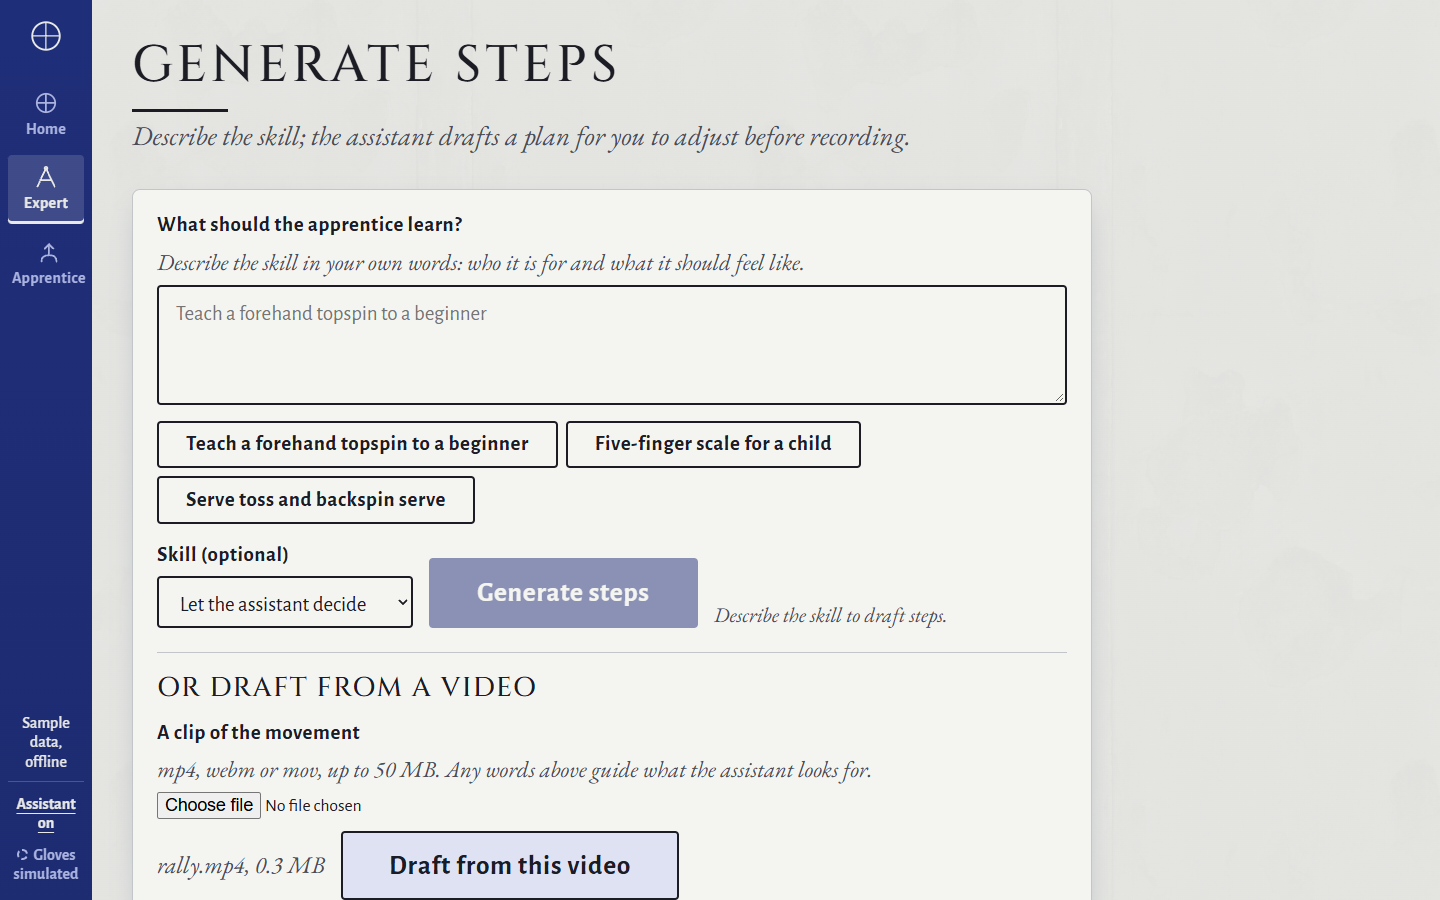 GENERATE STEPS
Describe the skill; the assistant drafts a plan for you to adjust before recording.
Home
Expert
Apprentice
What should the apprentice learn?
Describe the skill in your own words: who it is for and what it should feel like.
Teach a forehand topspin to a beginner
Teach a forehand topspin to a beginner
Five-finger scale for a child
Serve toss and backspin serve
Skill (optional)
Let the assistant decide
Generate steps
Describe the skill to draft steps.
OR DRAFT FROM A VIDEO
A clip of the movement
mp4, webm or mov, up to 50 MB. Any words above guide what the assistant looks for.
Choose file No file chosen
rally.mp4, 0.3 MB
Draft from this video
Sample
data,
offline
Assistant
on
Gloves
simulated